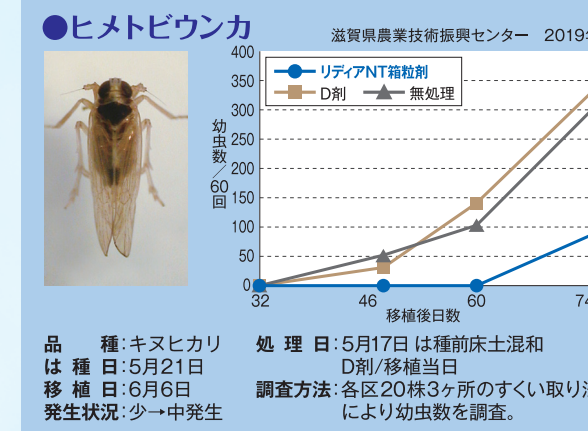 ●ヒメトビウンカ
滋賀県農業技術振興センター 2019
リディアNT箱粒剤
D剤 無処理
幼虫数/60回
400
350
300
250
200
150
100
50
0
32 46 60 74
移植後日数
品 種:キヌヒカリ
は 種 日:5月21日
移 植 日:6月6日
発生状況:少→中発生
処 理 日:5月17日 は種前床土混和
D剤/移植当日
調査方法:各区20株3ヶ所のすくい取り
により幼虫数を調査。